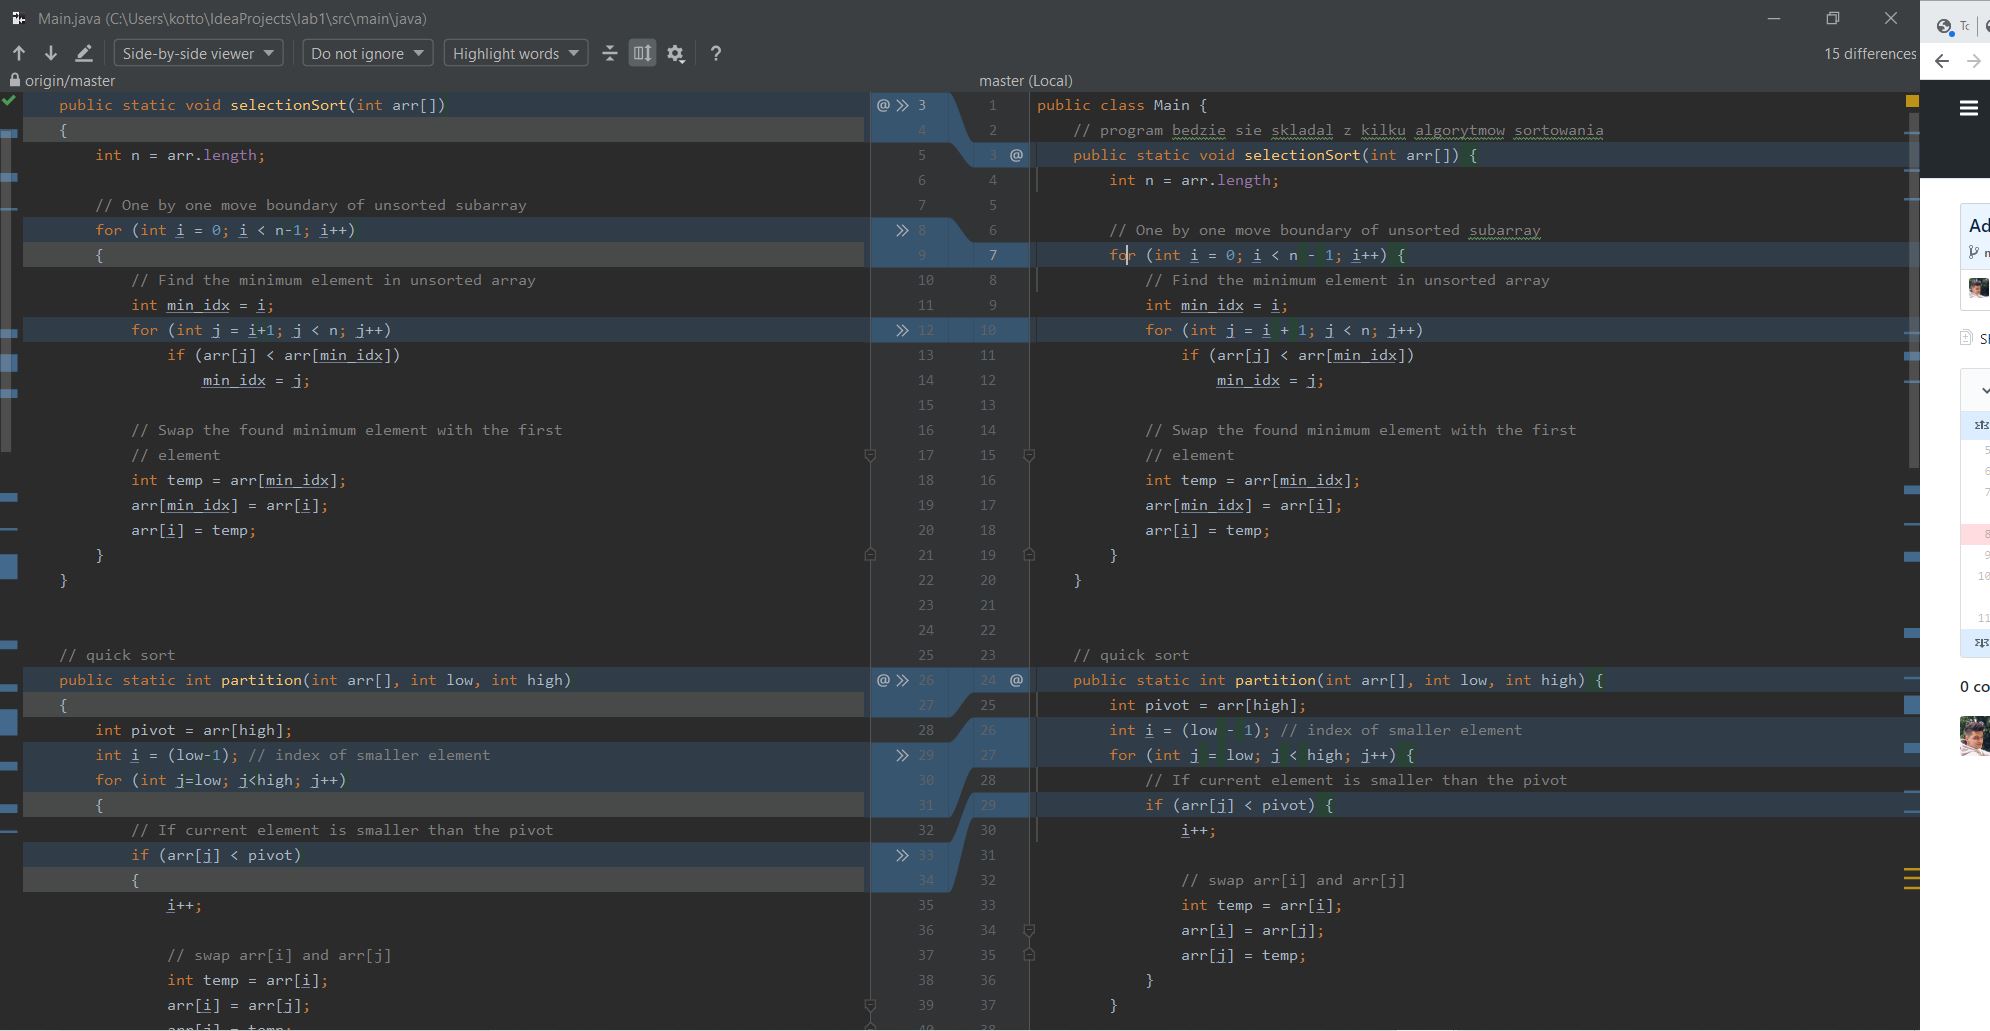 Main.java (C:\Users\kotto\IdeaProjects\lab1\src\main\java)
Side-by-side viewer
Do not ignore
Highlight words
?
15 differences
origin/master
public static void selectionSort(int arr[])
{
int n = arr.length;
// One by one move boundary of unsorted subarray
for (int i = 0; i < n-1; i++)
{
// Find the minimum element in unsorted array
int min_idx = i;
for (int j = i+1; j < n; j++)
if (arr[j] < arr[min_idx])
min_idx = j;
// Swap the found minimum element with the first
// element
int temp = arr[min_idx];
arr[min_idx] = arr[i];
arr[i] = temp;
}
}
// quick sort
public static int partition(int arr[], int low, int high)
{
int pivot = arr[high];
int i = (low-1); // index of smaller element
for (int j=low; j<high; j++)
{
// If current element is smaller than the pivot
if (arr[j] < pivot)
{
i++;
// swap arr[i] and arr[j]
int temp = arr[i];
arr[i] = arr[j];
arr[j] = temp;
@ 3
4
5
6
7
8
9
10
11
12
13
14
15
16
17
18
19
20
21
22
23
24
25
@ 26
27
28
29
30
31
32
33
34
35
36
37
38
39
40
master (Local)
1 public class Main {
2 // program bedzie sie skladal z kilku algorytmow sortowania
3 @ public static void selectionSort(int arr[]) {
4 int n = arr.length;
5
6 // One by one move boundary of unsorted subarray
7 for (int i = 0; i < n - 1; i++) {
8 // Find the minimum element in unsorted array
9 int min_idx = i;
10 for (int j = i + 1; j < n; j++)
11 if (arr[j] < arr[min_idx])
12 min_idx = j;
13
14 // Swap the found minimum element with the first
15 // element
16 int temp = arr[min_idx];
17 arr[min_idx] = arr[i];
18 arr[i] = temp;
19 }
20 }
21
22
23 // quick sort
24 @ public static int partition(int arr[], int low, int high) {
25 int pivot = arr[high];
26 int i = (low - 1); // index of smaller element
27 for (int j = low; j < high; j++) {
28 // If current element is smaller than the pivot
29 if (arr[j] < pivot) {
30 i++;
31
32 // swap arr[i] and arr[j]
33 int temp = arr[i];
34 arr[i] = arr[j];
35 arr[j] = temp;
36 }
37 }
38
Ad
0 co